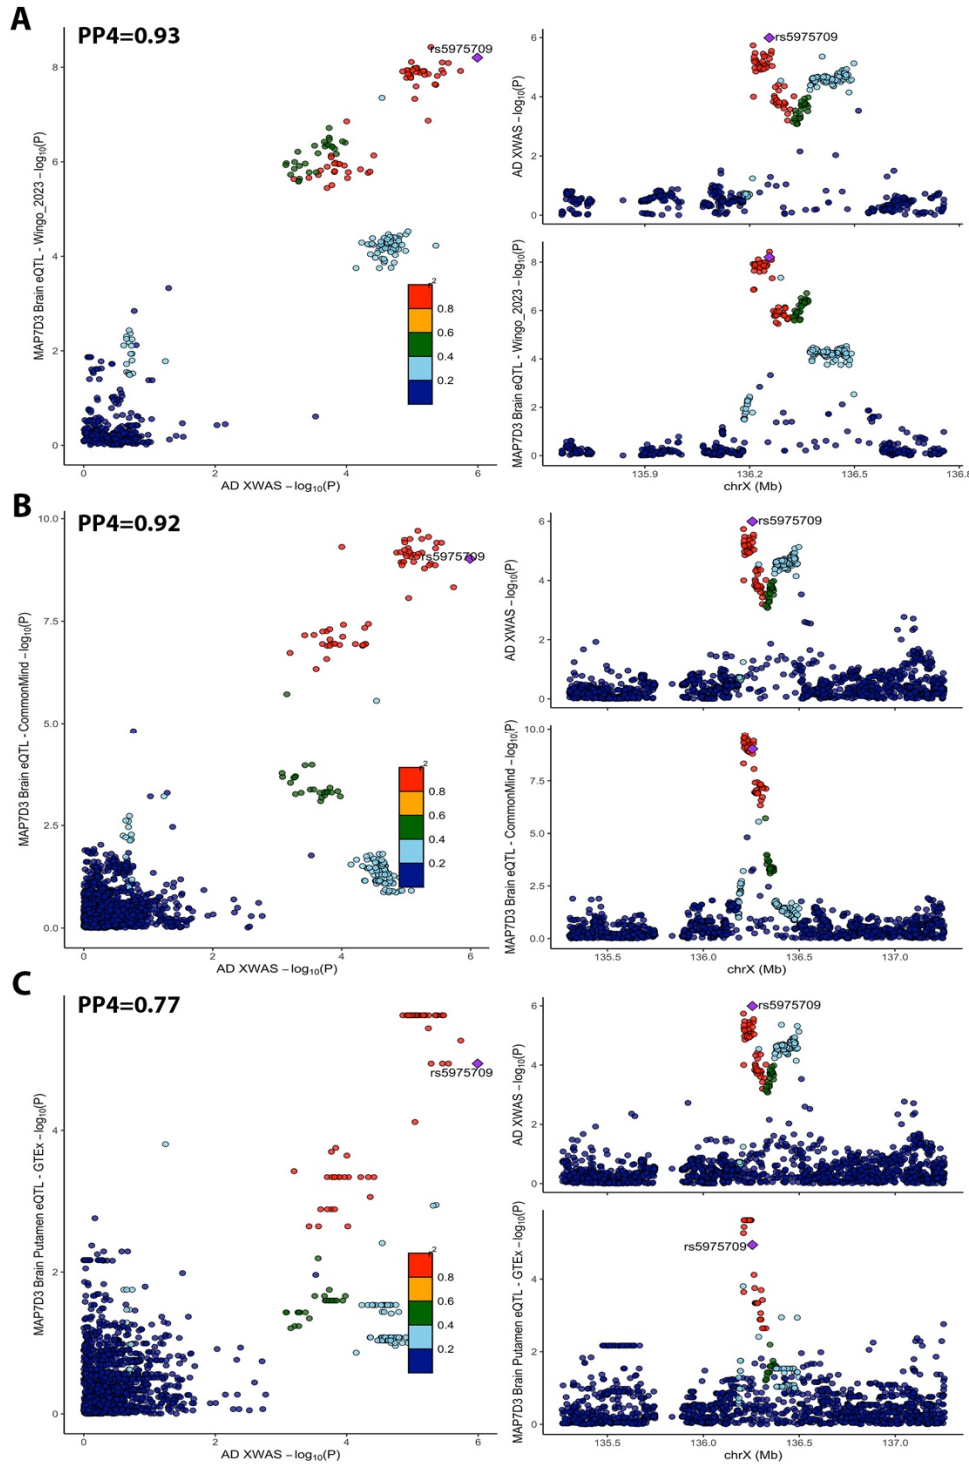 A
PP4=0.93
MAP7D3 Brain eQTL - Wingo_2023 −log10(P)
8
6
4
2
0
rs5975709
r2
0.8
0.6
0.4
0.2
0
2
4
6
AD XWAS −log10(P)
AD XWAS −log10(P)
6
4
2
0
rs5975709
MAP7D3 Brain eQTL - Wingo_2023 −log10(P)
8
6
4
2
0
135.9
136.2
136.5
136.8
chrX (Mb)
B
PP4=0.92
MAP7D3 Brain eQTL - CommonMind −log10(P)
10.0
7.5
5.0
2.5
0.0
rs5975709
r2
0.8
0.6
0.4
0.2
0
2
4
6
AD XWAS −log10(P)
AD XWAS −log10(P)
6
4
2
0
rs5975709
MAP7D3 Brain eQTL - CommonMind −log10(P)
10.0
7.5
5.0
2.5
0.0
135.5
136.0
136.5
137.0
chrX (Mb)
C
PP4=0.77
MAP7D3 Brain Putamen eQTL - GTEx −log10(P)
4
2
0
rs5975709
r2
0.8
0.6
0.4
0.2
0
2
4
6
AD XWAS −log10(P)
AD XWAS −log10(P)
6
4
2
0
rs5975709
MAP7D3 Brain Putamen eQTL - GTEx −log10(P)
4
2
0
rs5975709
135.5
136.0
136.5
137.0
chrX (Mb)